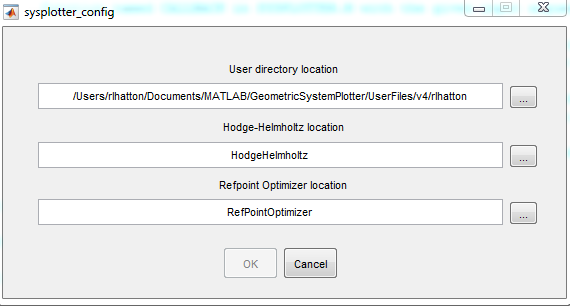 sysplotter_config
User directory location
/Users/rlhatton/Documents/MATLAB/GeometricSystemPlotter/UserFiles/v4/rlhatton
...
Hodge-Helmholtz location
HodgeHelmholtz
...
Refpoint Optimizer location
RefPointOptimizer
...
OK
Cancel